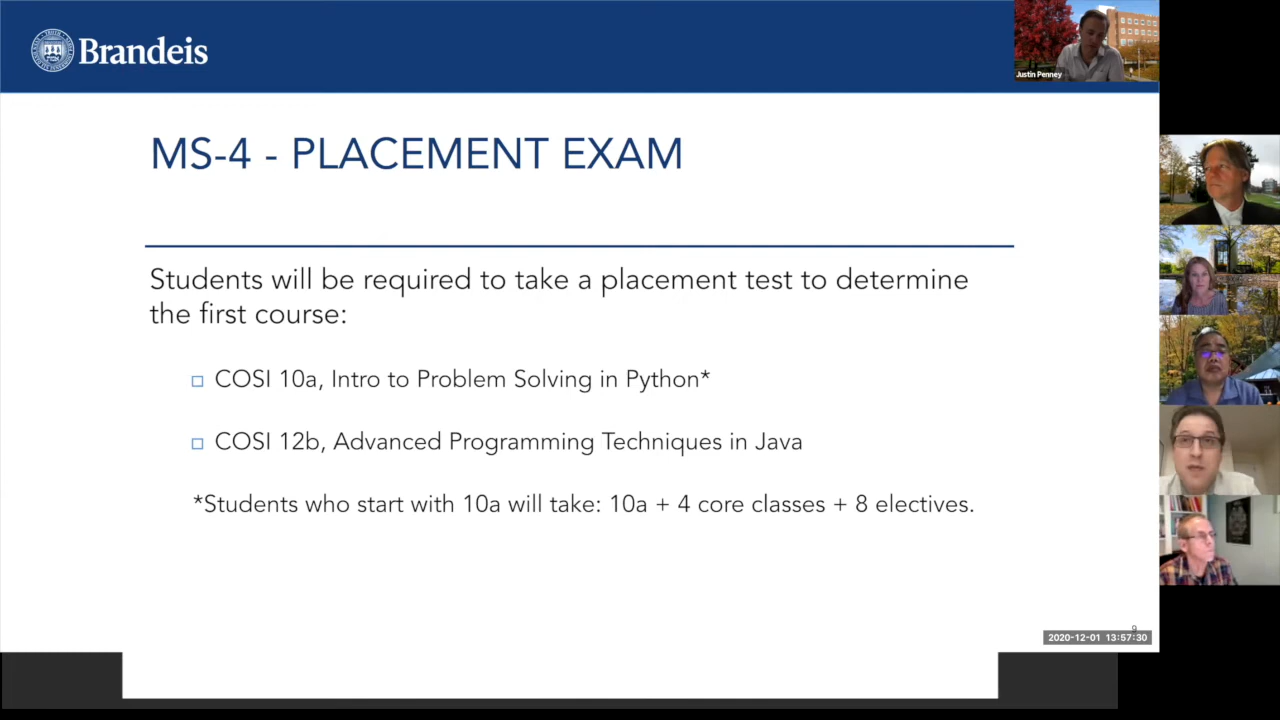 Brandeis
Justin Penney
MS-4 - PLACEMENT EXAM
Students will be required to take a placement test to determine
the first course:
COSI 10a, Intro to Problem Solving in Python*
COSI 12b, Advanced Programming Techniques in Java
*Students who start with 10a will take: 10a + 4 core classes + 8 electives.
9
2020-12-01 13:57:30